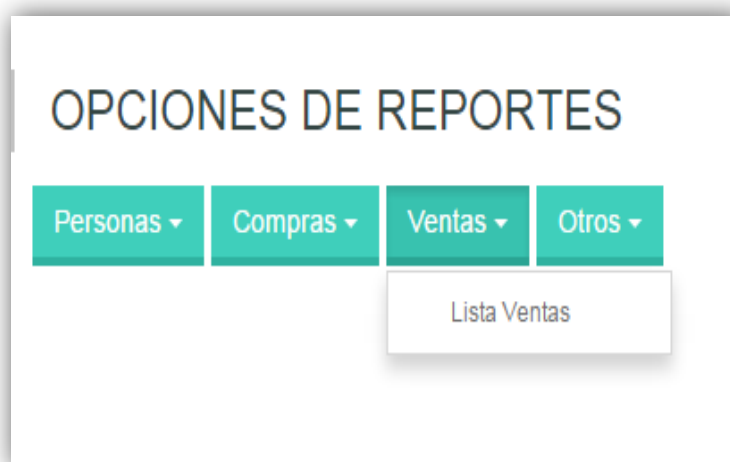 OPCIONES DE REPORTES
Personas Compras Ventas Otros
Lista Ventas